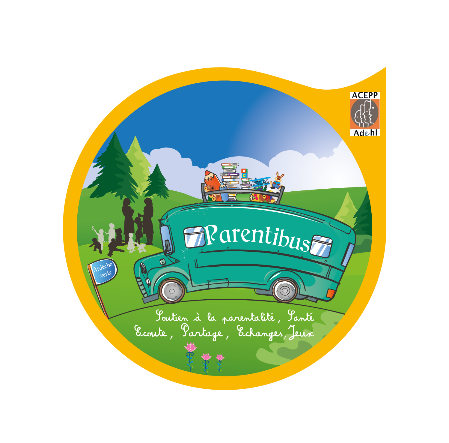 ACEPP
Adehl
Parentibus
Soutien à la parentalité, Santé
Ecoute, Partage, Echanges, Jeux